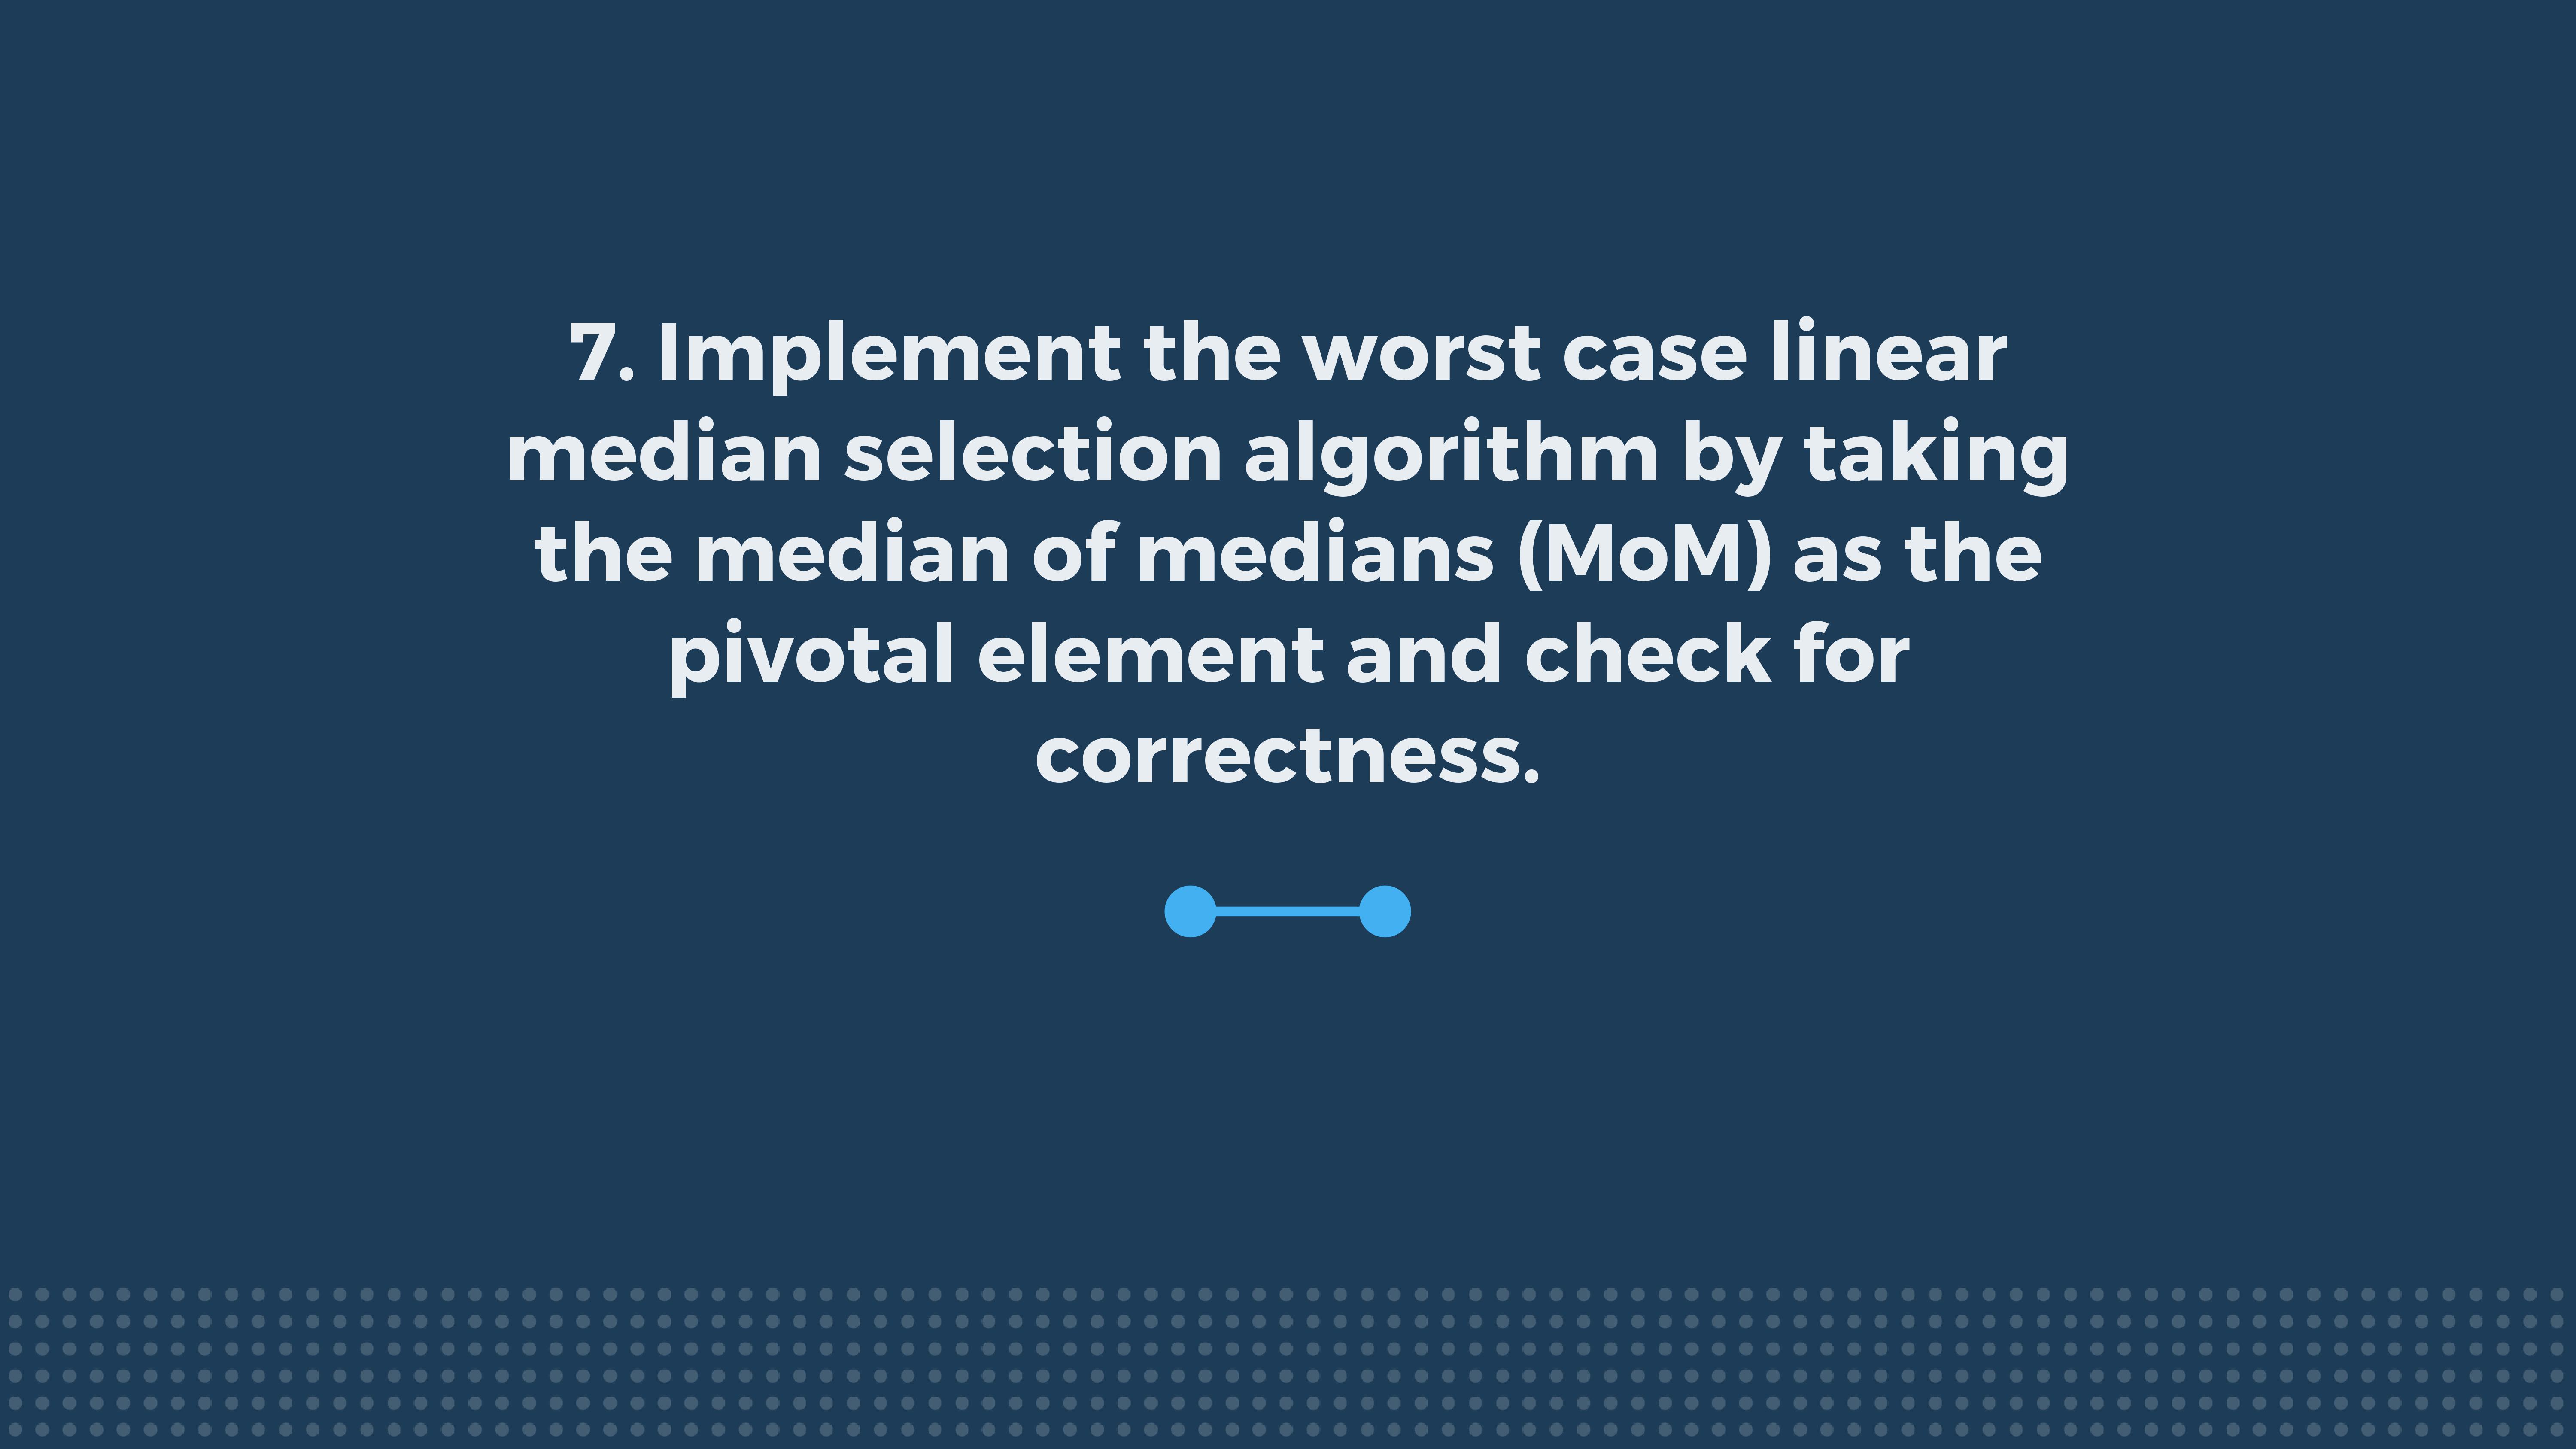 7. Implement the worst case linear
median selection algorithm by taking
the median of medians (MoM) as the
pivotal element and check for
correctness.